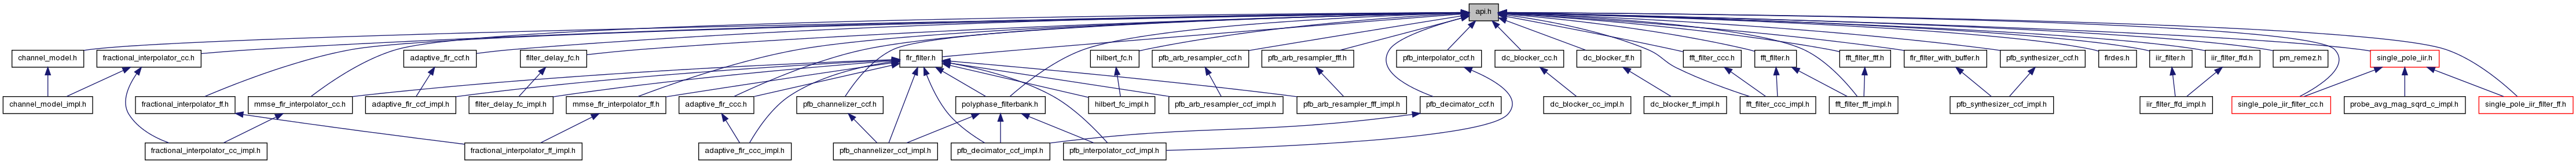 api.h
channel_model.h
fractional_interpolator_cc.h
adaptive_fir_ccf.h
filter_delay_fc.h
fir_filter.h
hilbert_fc.h
pfb_arb_resampler_ccf.h
pfb_arb_resampler_fff.h
pfb_interpolator_ccf.h
dc_blocker_cc.h
dc_blocker_ff.h
fft_filter_ccc.h
fft_filter.h
fft_filter_fff.h
fir_filter_with_buffer.h
pfb_synthesizer_ccf.h
firdes.h
iir_filter.h
iir_filter_ffd.h
pm_remez.h
single_pole_iir.h
channel_model_impl.h
fractional_interpolator_ff.h
mmse_fir_interpolator_cc.h
adaptive_fir_ccf_impl.h
filter_delay_fc_impl.h
mmse_fir_interpolator_ff.h
adaptive_fir_ccc.h
pfb_channelizer_ccf.h
polyphase_filterbank.h
hilbert_fc_impl.h
pfb_arb_resampler_ccf_impl.h
pfb_arb_resampler_fff_impl.h
pfb_decimator_ccf.h
dc_blocker_cc_impl.h
dc_blocker_ff_impl.h
fft_filter_ccc_impl.h
fft_filter_fff_impl.h
pfb_synthesizer_ccf_impl.h
iir_filter_ffd_impl.h
single_pole_iir_filter_cc.h
probe_avg_mag_sqrd_c_impl.h
single_pole_iir_filter_ff.h
fractional_interpolator_cc_impl.h
fractional_interpolator_ff_impl.h
adaptive_fir_ccc_impl.h
pfb_channelizer_ccf_impl.h
pfb_decimator_ccf_impl.h
pfb_interpolator_ccf_impl.h